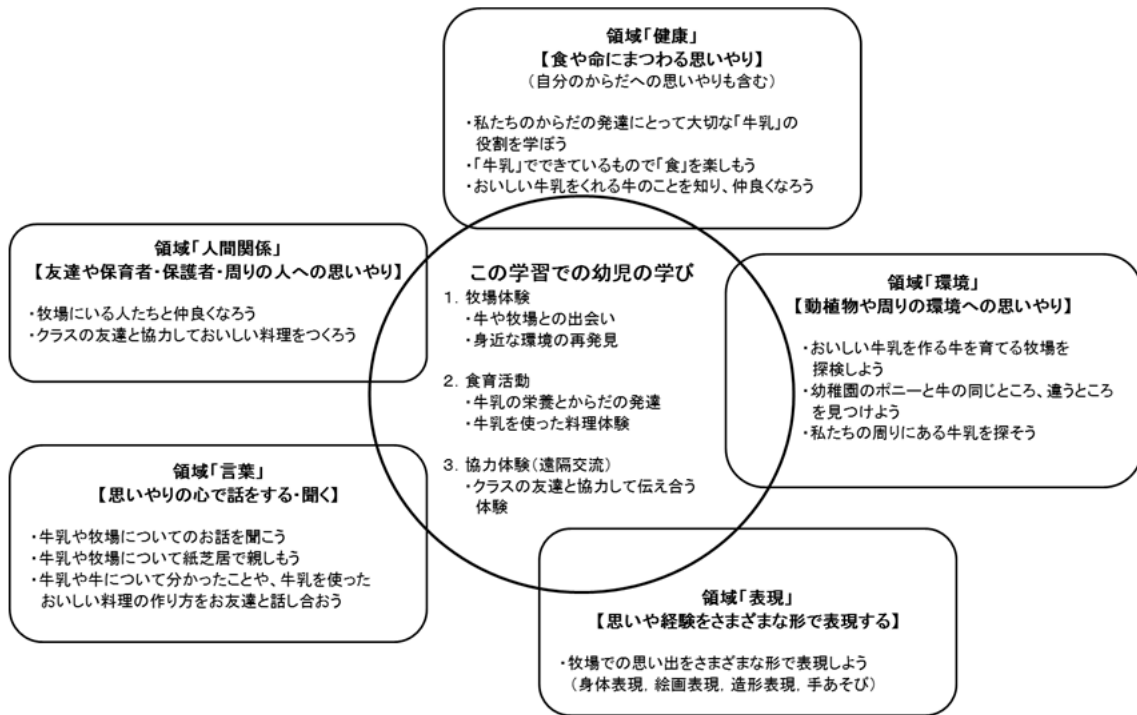 領域「健康」
【食や命にまつわる思いやり】
(自分のからだへの思いやりも含む)
・私たちのからだの発達にとって大切な「牛乳」の
役割を学ぼう
・「牛乳」でできているもので「食」を楽しもう
・おいしい牛乳をくれる牛のことを知り、仲良くなろう
領域「人間関係」
【友達や保育者・保護者・周りの人への思いやり】
・牧場にいる人たちと仲良くなろう
・クラスの友達と協力しておいしい料理をつくろう
この学習での幼児の学び
1. 牧場体験
・牛や牧場との出会い
・身近な環境の再発見
2. 食育活動
・牛乳の栄養とからだの発達
・牛乳を使った料理体験
3. 協力体験(遠隔交流)
・クラスの友達と協力して伝え合う
体験
領域「環境」
【動植物や周りの環境への思いやり】
・おいしい牛乳を作る牛を育てる牧場を
探検しよう
・幼稚園のポニーと牛の同じところ、違うところ
を見つけよう
・私たちの周りにある牛乳を探そう
領域「言葉」
【思いやりの心で話をする・聞く】
・牛乳や牧場についてのお話を聞こう
・牛乳や牧場について紙芝居で親しもう
・牛乳や牛について分かったことや、牛乳を使った
おいしい料理の作り方をお友達と話し合おう
領域「表現」
【思いや経験をさまざまな形で表現する】
・牧場での思い出をさまざまな形で表現しよう
(身体表現, 絵画表現, 造形表現, 手あそび)